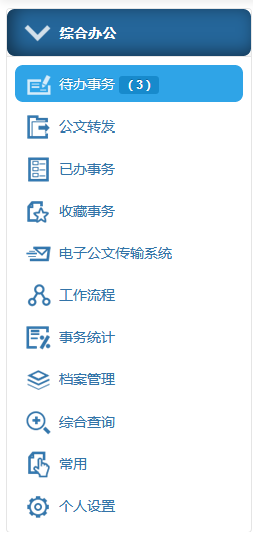 综合办公
待办事务 (3)
公文转发
已办事务
收藏事务
电子公文传输系统
工作流程
事务统计
档案管理
综合查询
常用
个人设置